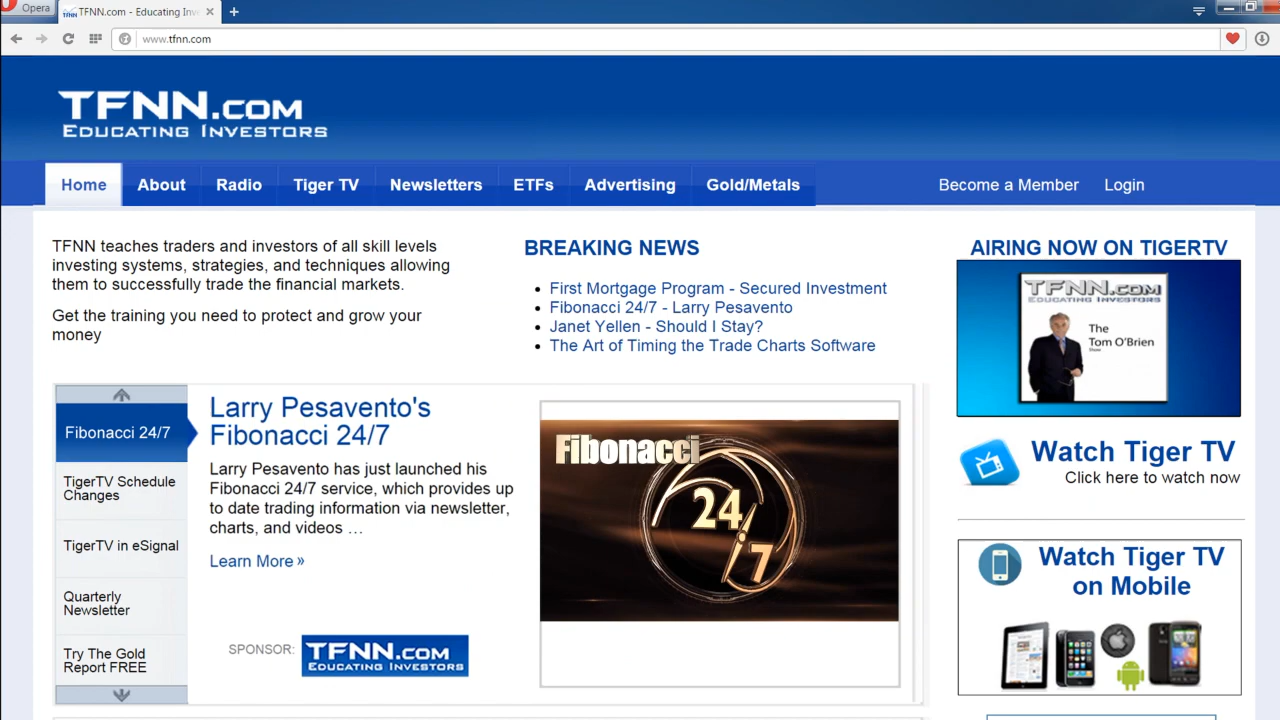 Opera
TFNN.com - Educating Inv
www.tfnn.com
TFNN.com
Educating Investors
Home
About
Radio
Tiger TV
Newsletters
ETFs
Advertising
Gold/Metals
Become a Member
Login
TFNN teaches traders and investors of all skill levels
investing systems, strategies, and techniques allowing
them to successfully trade the financial markets.
Get the training you need to protect and grow your
money
BREAKING NEWS
First Mortgage Program - Secured Investment
Fibonacci 24/7 - Larry Pesavento
Janet Yellen - Should I Stay?
The Art of Timing the Trade Charts Software
AIRING NOW ON TIGERTV
TFNN.com
Educating Investors
The
Tom O'Brien
Show
Watch Tiger TV
Click here to watch now
Watch Tiger TV
on Mobile
Fibonacci 24/7
TigerTV Schedule
Changes
TigerTV in eSignal
Quarterly
Newsletter
Try The Gold
Report FREE
Larry Pesavento's
Fibonacci 24/7
Larry Pesavento has just launched his
Fibonacci 24/7 service, which provides up
to date trading information via newsletter,
charts, and videos …
Learn More »
SPONSOR:
TFNN.com
Educating Investors
Fibonacci
24/7